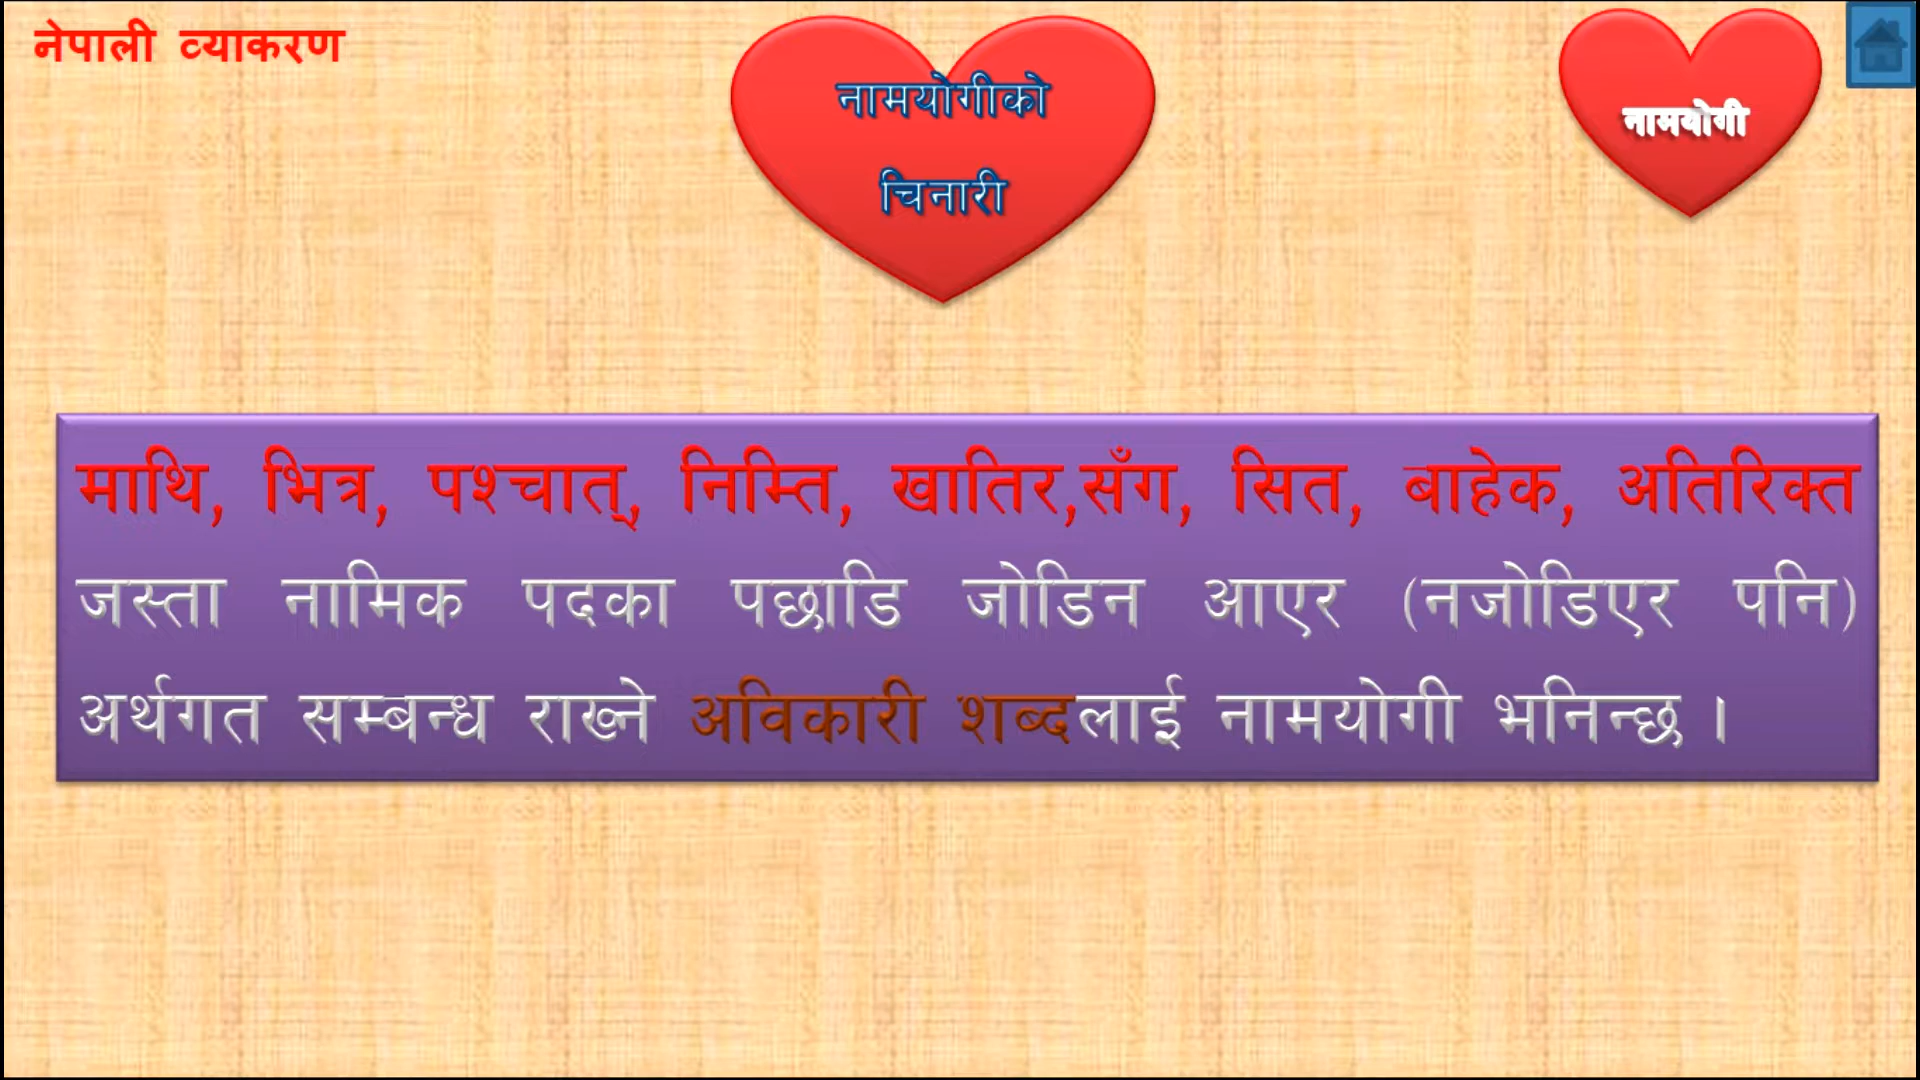 नेपाली व्याकरण
नामयोगीको
चिनारी
नामयोगी
माथि, भित्र, पश्चात्, निम्ति, खातिर,सँग, सित, बाहेक, अतिरिक्त
जस्ता नामिक पदका पछाडि जोडिन आएर (नजोडिएर पनि)
अर्थगत सम्बन्ध राख्ने अविकारी शब्दलाई नामयोगी भनिन्छ ।